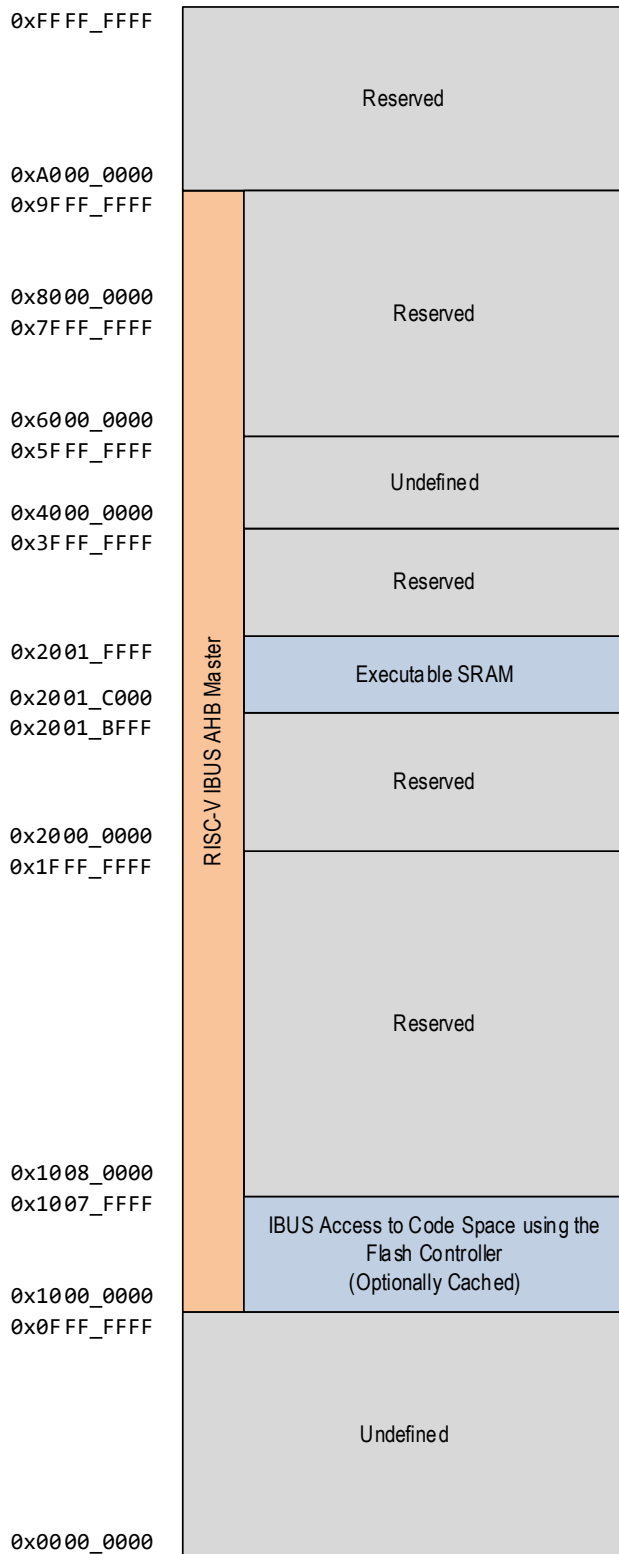 0xFFFF_FFFF
Reserved
0xA000_0000
0x9FFF_FFFF
0x8000_0000
Reserved
0x7FFF_FFFF
0x6000_0000
0x5FFF_FFFF
Undefined
0x4000_0000
0x3FFF_FFFF
Reserved
RISC-V IBUS AHB Master
0x2001_FFFF
Executable SRAM
0x2001_C000
0x2001_BFFF
Reserved
0x2000_0000
0x1FFF_FFFF
Reserved
0x1008_0000
0x1007_FFFF
IBUS Access to Code Space using the
Flash Controller
(Optionally Cached)
0x1000_0000
0x0FFF_FFFF
Undefined
0x0000_0000